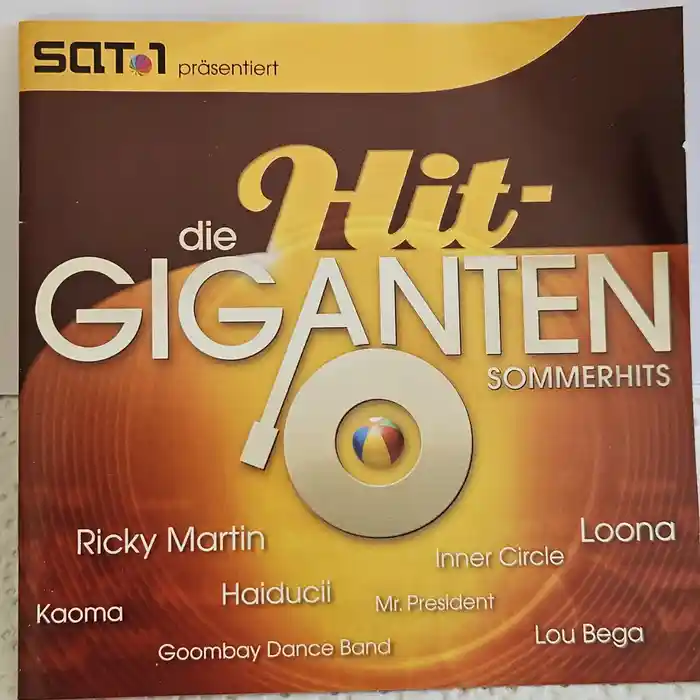 SAT.1 präsentiert
die Hit-
GIGANTEN
SOMMERHITS
Ricky Martin
Loona
Inner Circle
Haiducii
Mr. President
Kaoma
Lou Bega
Goombay Dance Band